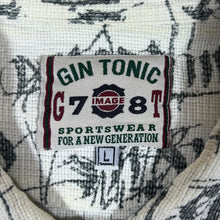 GIN TONIC
G 7 IMAGE 8 T
SPORTSWEAR
FOR A NEW GENERATION
L